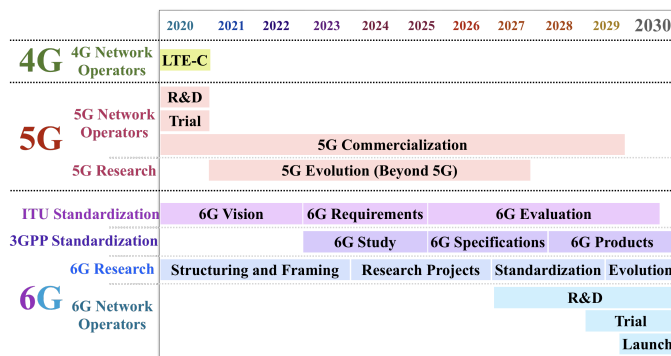 2020 2021 2022 2023 2024 2025 2026 2027 2028 2029 2030
4G
4G Network
Operators
LTE-C
5G
5G Network
Operators
R&D
Trial
5G Commercialization
5G Research
5G Evolution (Beyond 5G)
ITU Standardization
6G Vision
6G Requirements
6G Evaluation
3GPP Standardization
6G Study
6G Specifications
6G Products
6G Research
Structuring and Framing
Research Projects
Standardization
Evolution
6G
6G Network
Operators
R&D
Trial
Launch